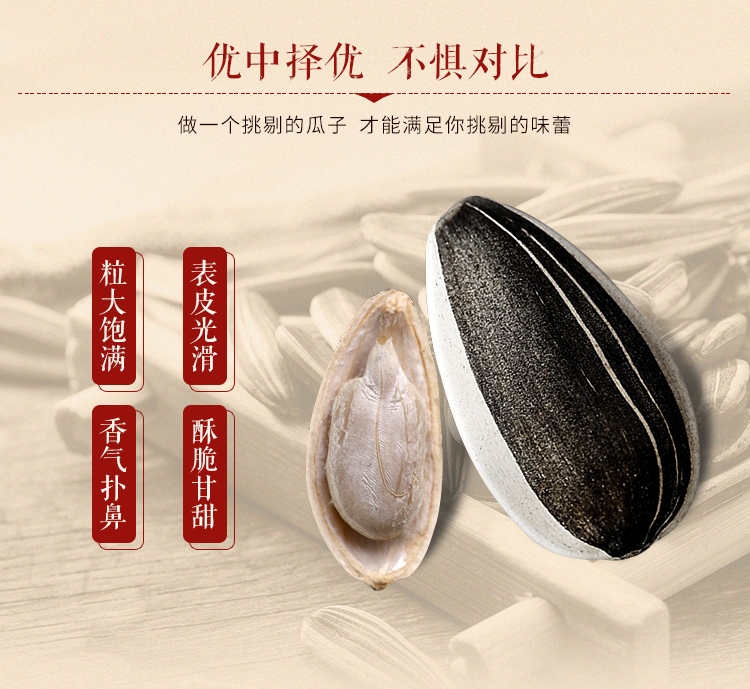 优中择优 不惧对比
做一个挑剔的瓜子 才能满足你挑剔的味蕾
粒大饱满
表皮光滑
香气扑鼻
酥脆甘甜